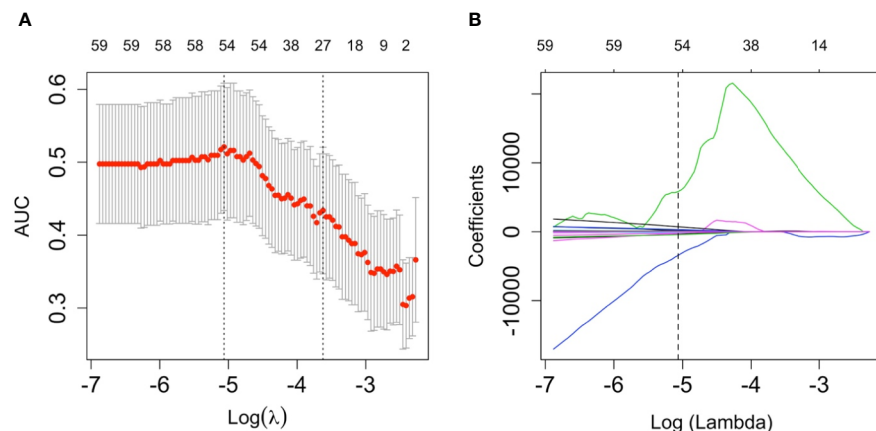 A
59 59 58 58 54 54 38 27 18 9 2
AUC
0.6
0.5
0.4
0.3
-7 -6 -5 -4 -3
Log(λ)
B
59 59 54 38 14
Coefficients
10000
0
-10000
-7 -6 -5 -4 -3
Log (Lambda)